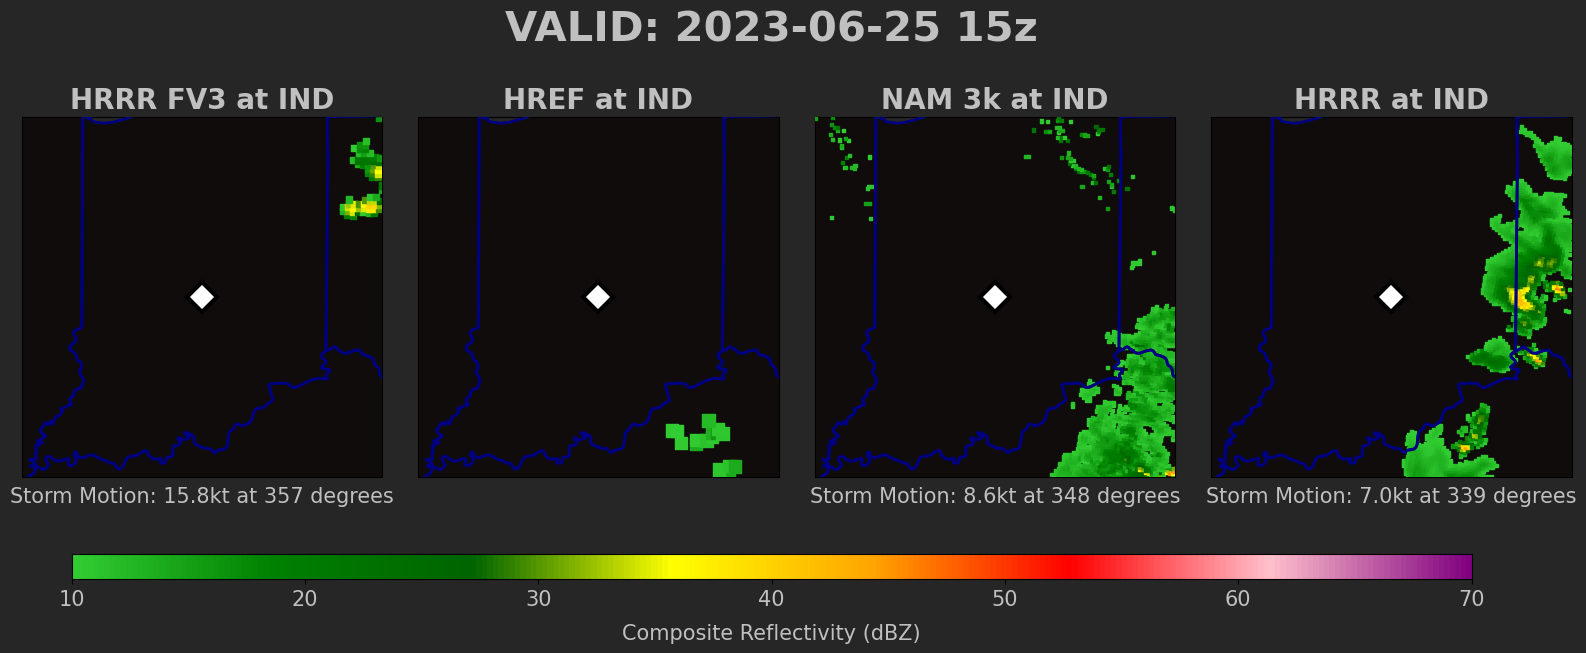 VALID: 2023-06-25 15z
HRRR FV3 at IND
HREF at IND
NAM 3k at IND
HRRR at IND
Storm Motion: 15.8kt at 357 degrees
Storm Motion: 8.6kt at 348 degrees
Storm Motion: 7.0kt at 339 degrees
10 20 30 40 50 60 70
Composite Reflectivity (dBZ)